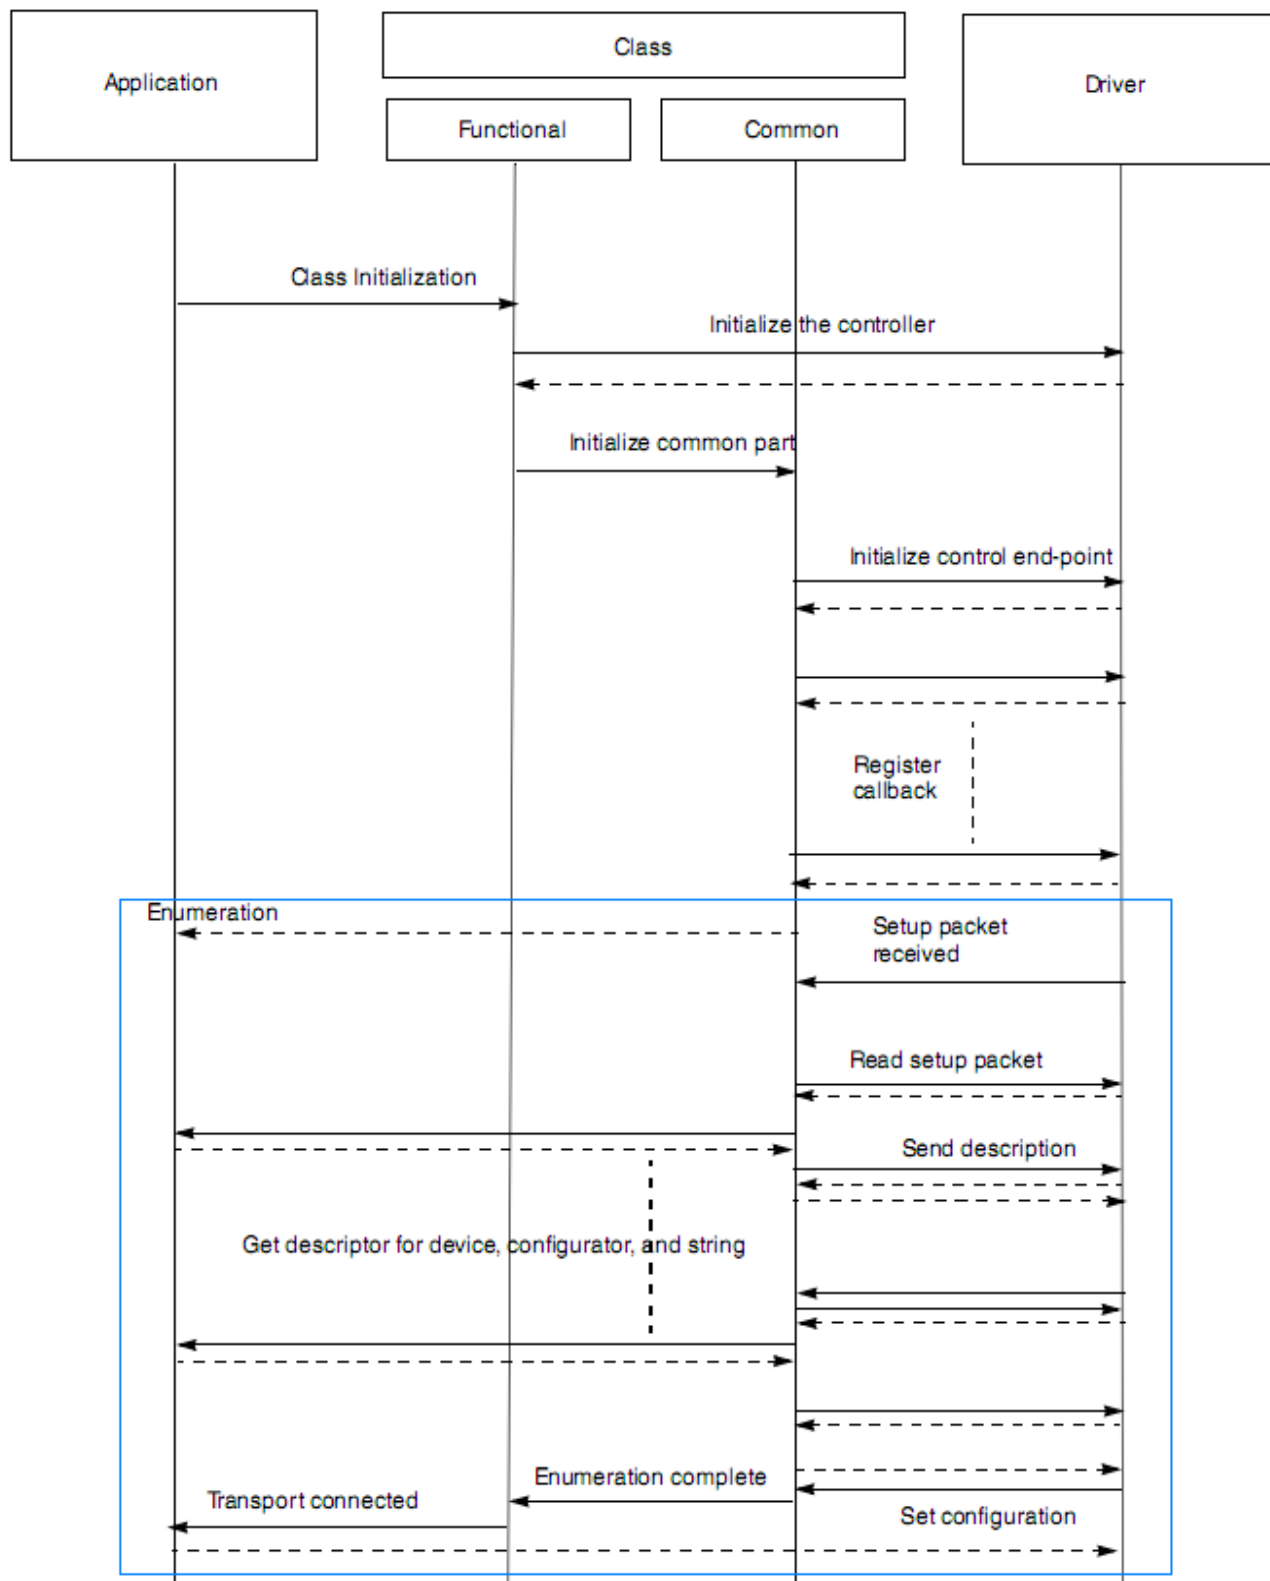 Class
Application
Driver
Functional
Common
Class Initialization
Initialize the controller
Initialize common part
Initialize control end-point
Register
callback
Enumeration
Setup packet
received
Read setup packet
Send description
Get descriptor for device, configurator, and string
Enumeration complete
Transport connected
Set configuration